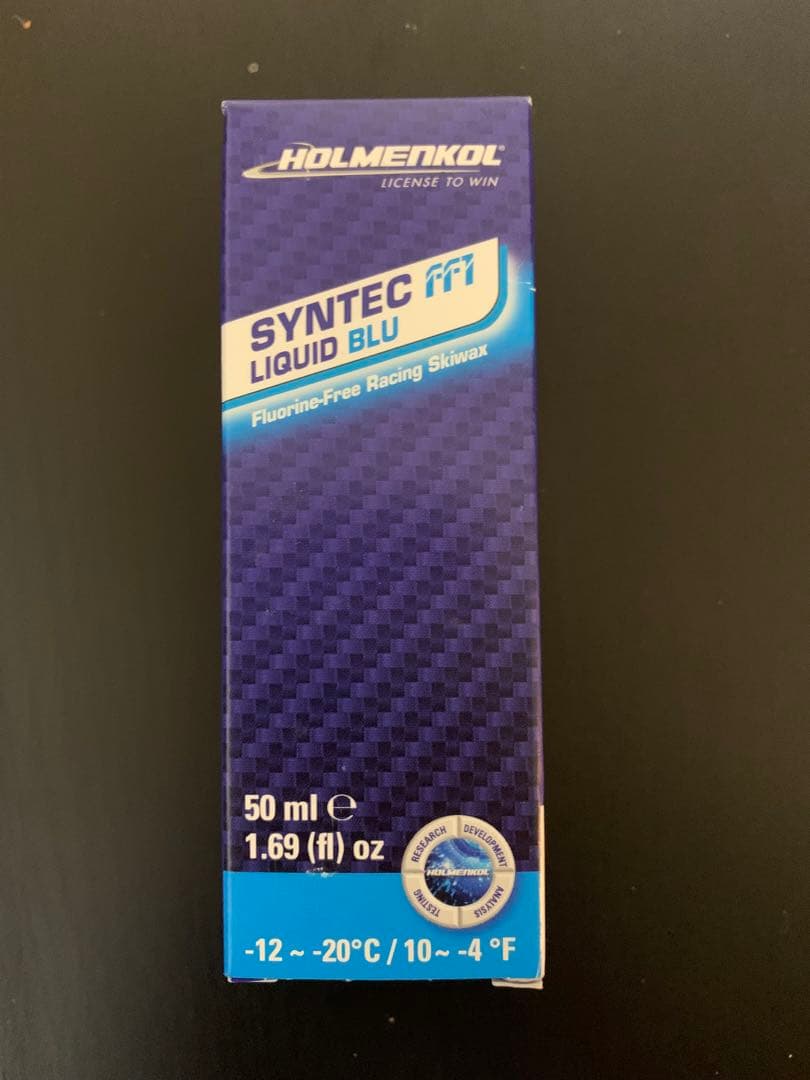 HOLMENKOL®
LICENSE TO WIN
SYNTEC FF1
LIQUID BLU
Fluorine-Free Racing Skiwax
50 ml ℮
1.69 (fl) oz
RESEARCH
DEVELOPMENT
HOLMENKOL
TESTING
ANALYSIS
-12 ~ -20°C / 10 ~ -4 °F